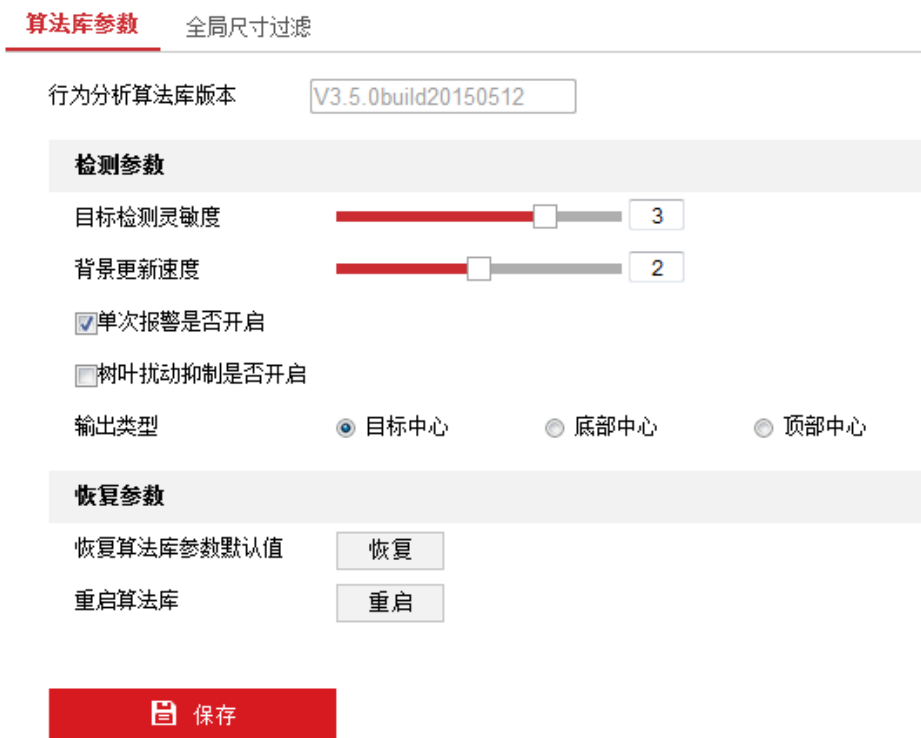 算法库参数 全局尺寸过滤
行为分析算法库版本 V3.5.0build20150512
检测参数
目标检测灵敏度 3
背景更新速度 2
单次报警是否开启
树叶扰动抑制是否开启
输出类型 目标中心 底部中心 顶部中心
恢复参数
恢复算法库参数默认值 恢复
重启算法库 重启
保存